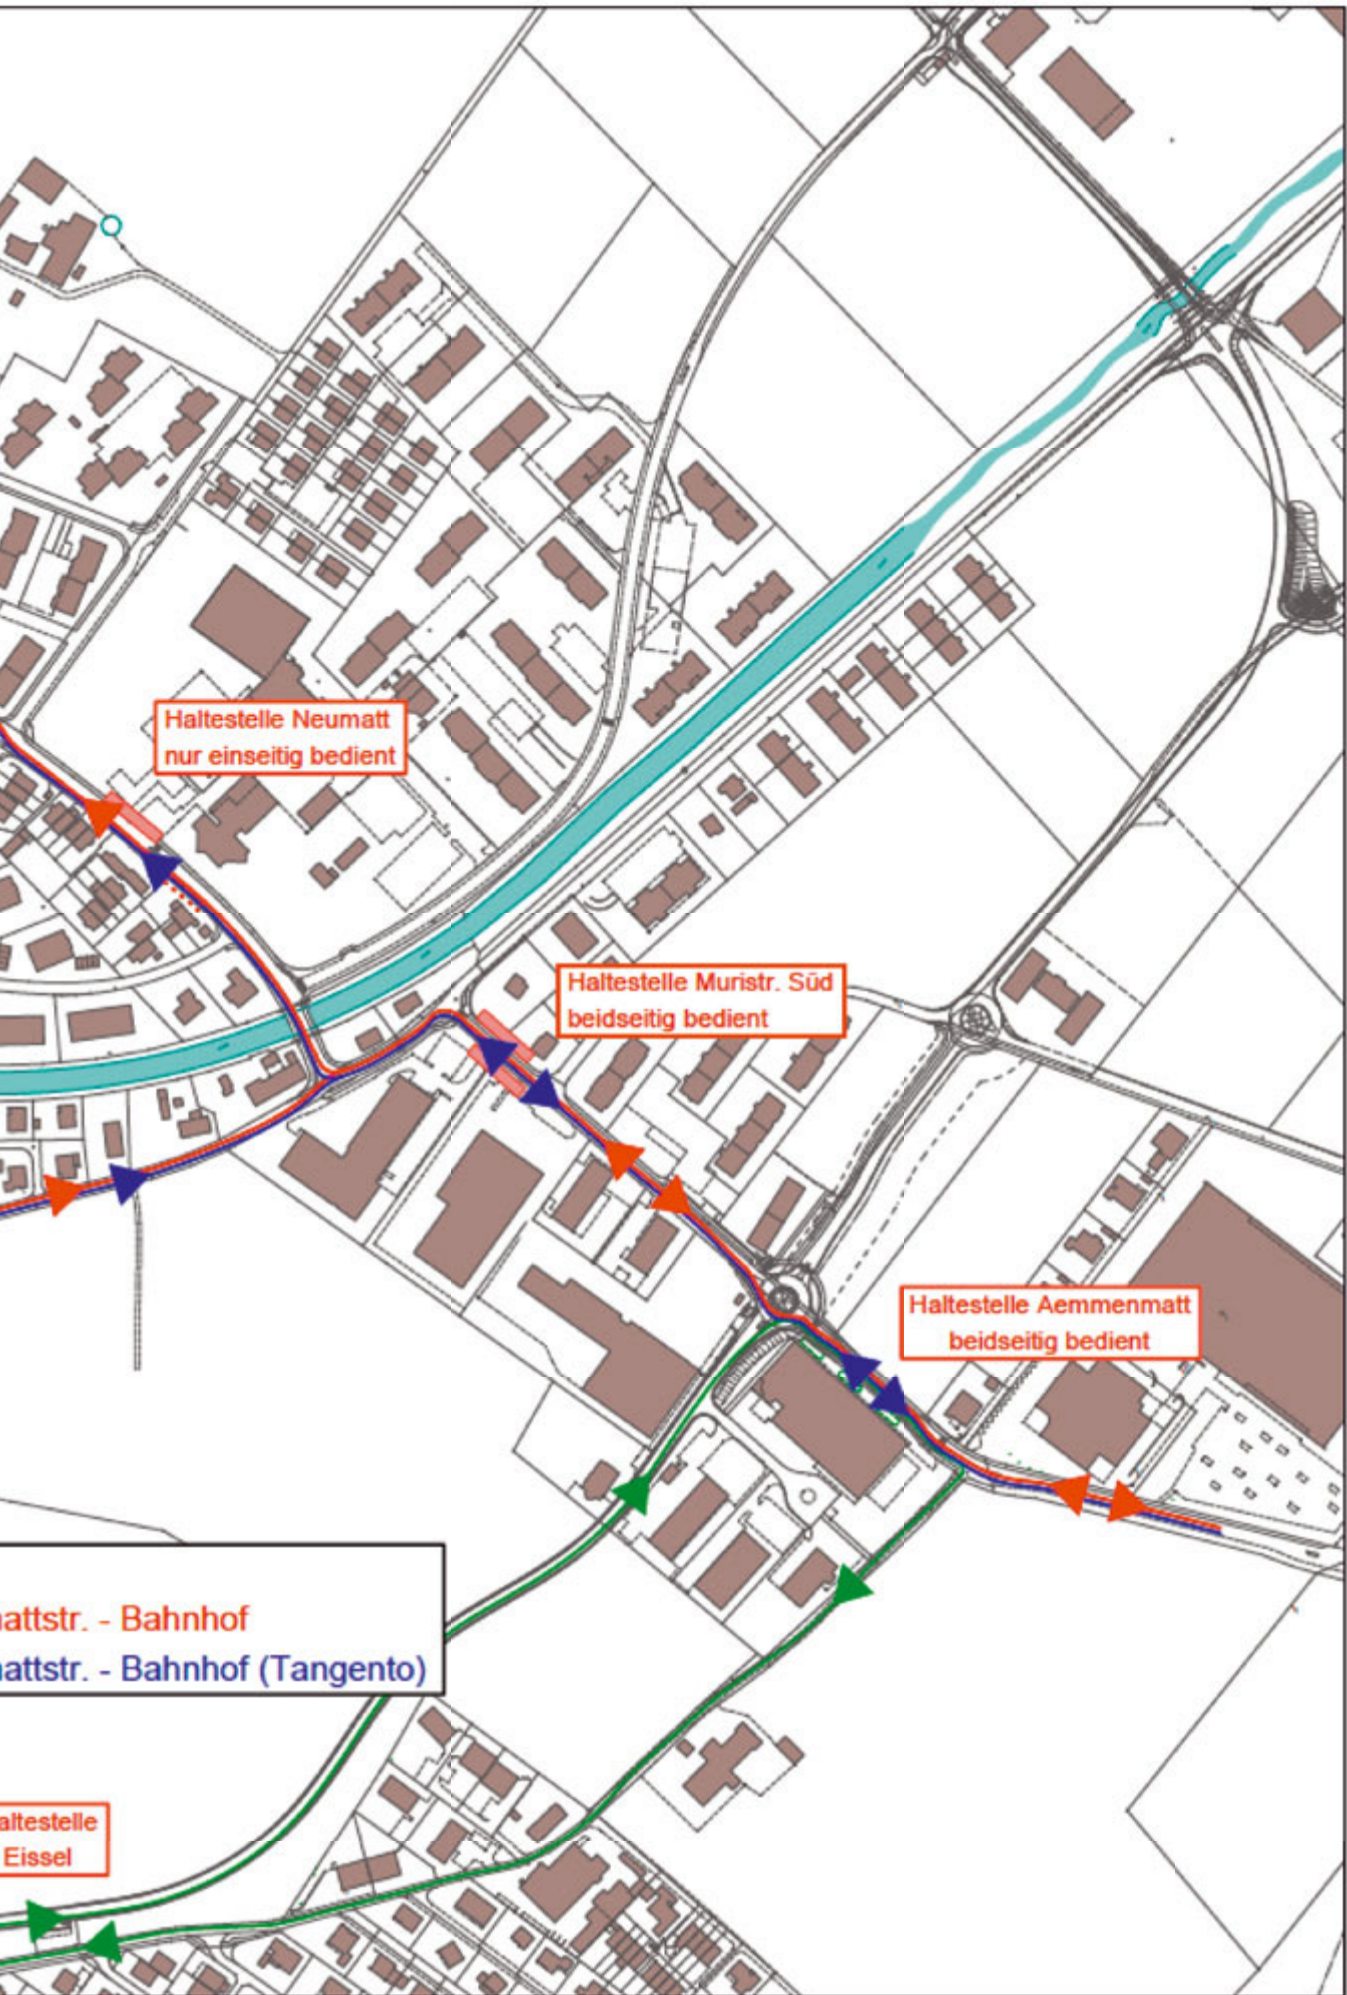 Haltestelle Neumatt
nur einseitig bedient
Haltestelle Muristr. Süd
beidseitig bedient
Haltestelle Aemmenmatt
beidseitig bedient
attstr. - Bahnhof
attstr. - Bahnhof (Tangento)
altestelle
Eissel